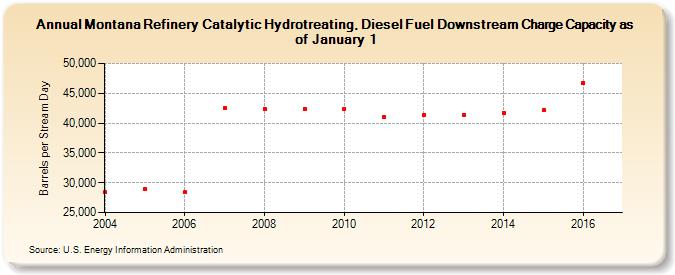 Annual Montana Refinery Catalytic Hydrotreating, Diesel Fuel Downstream Charge Capacity as
of January 1
Barrels per Stream Day
50,000
45,000
40,000
35,000
30,000
25,000
2004 2006 2008 2010 2012 2014 2016
Source: U.S. Energy Information Administration